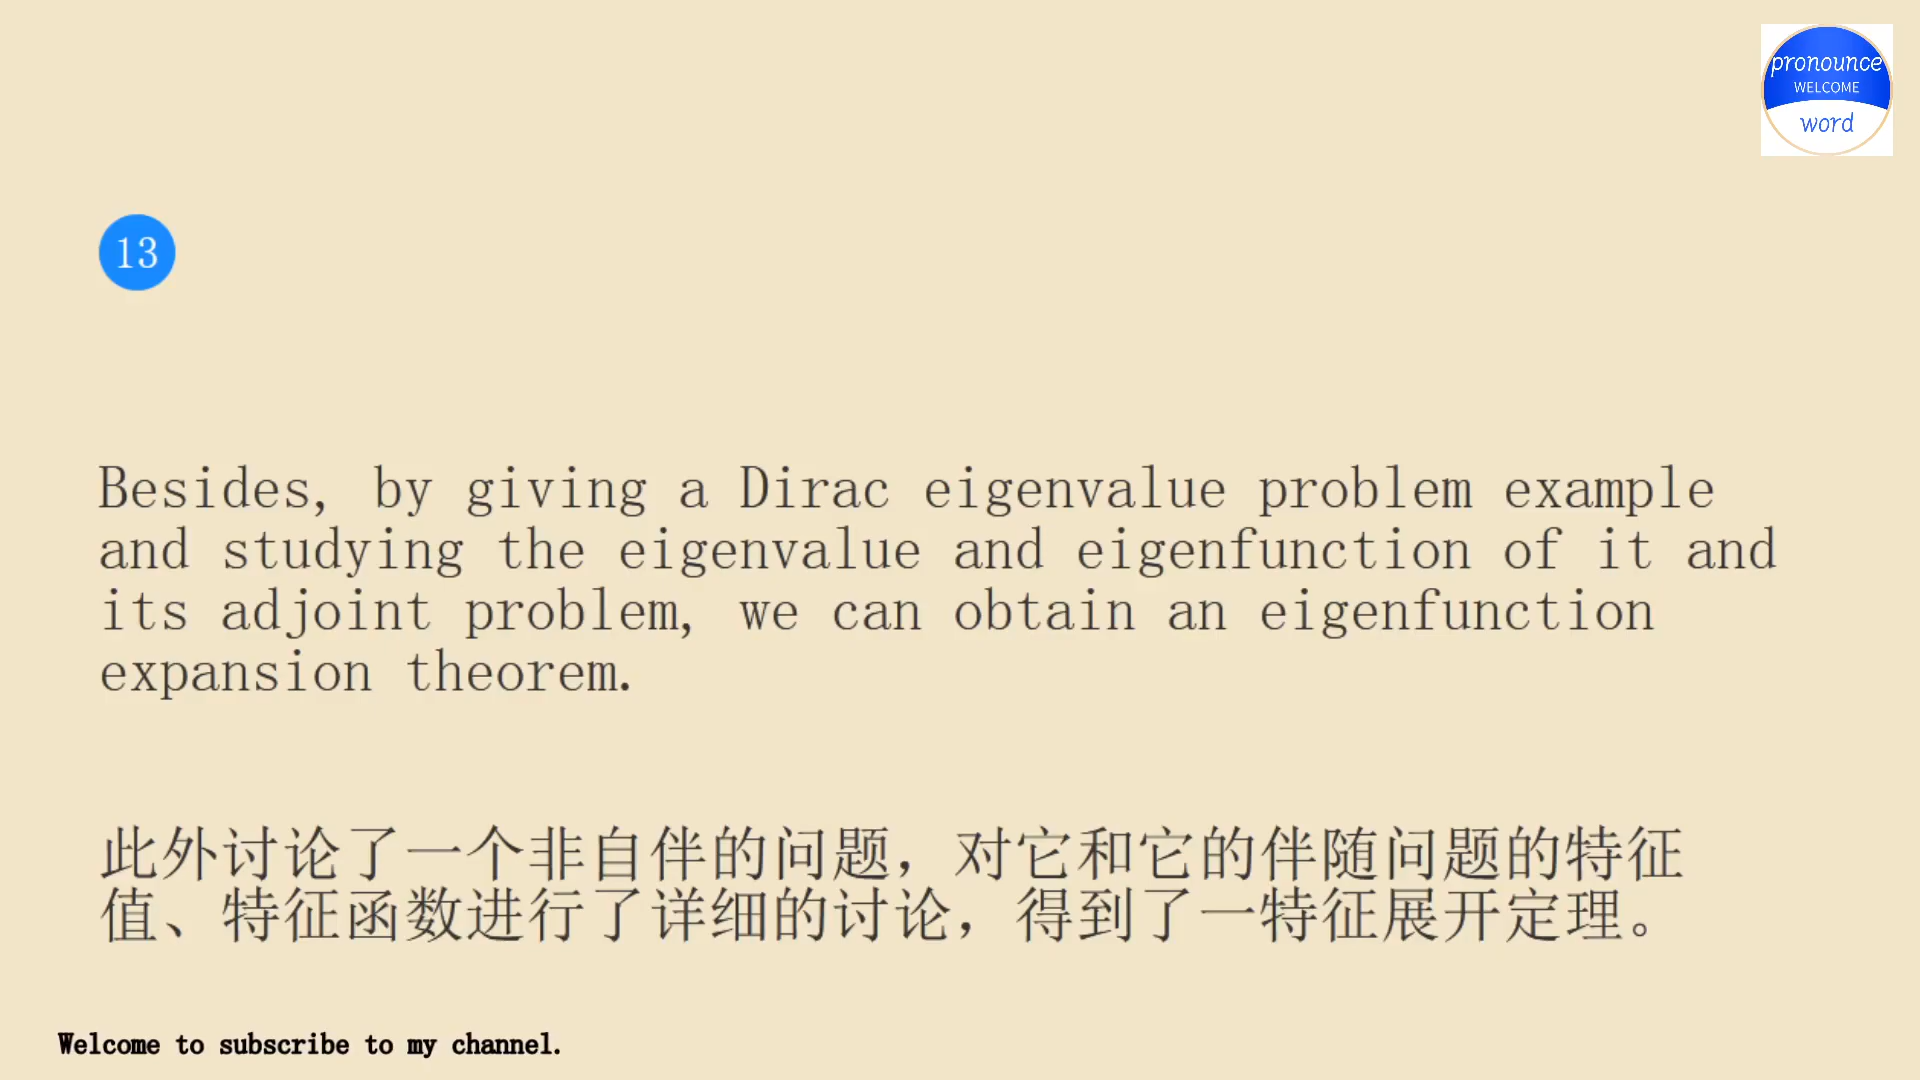 pronounce
WELCOME
word
13
Besides, by giving a Dirac eigenvalue problem example
and studying the eigenvalue and eigenfunction of it and
its adjoint problem, we can obtain an eigenfunction
expansion theorem.
此外讨论了一个非自伴的问题，对它和它的伴随问题的特征
值、特征函数进行了详细的讨论，得到了一特征展开定理。
Welcome to subscribe to my channel.